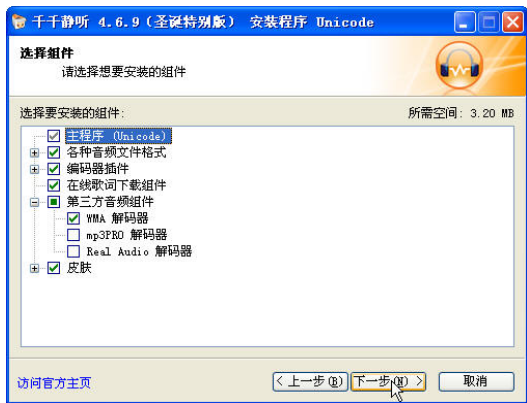 千千静听 4.6.9（圣诞特别版） 安装程序 Unicode
选择组件
请选择想要安装的组件
选择要安装的组件: 所需空间: 3.20 MB
主程序 (Unicode)
各种音频文件格式
编码器插件
在线歌词下载组件
第三方音频组件
WMA 解码器
mp3PRO 解码器
Real Audio 解码器
皮肤
访问官方主页 < 上一步(B) 下一步(N) > 取消